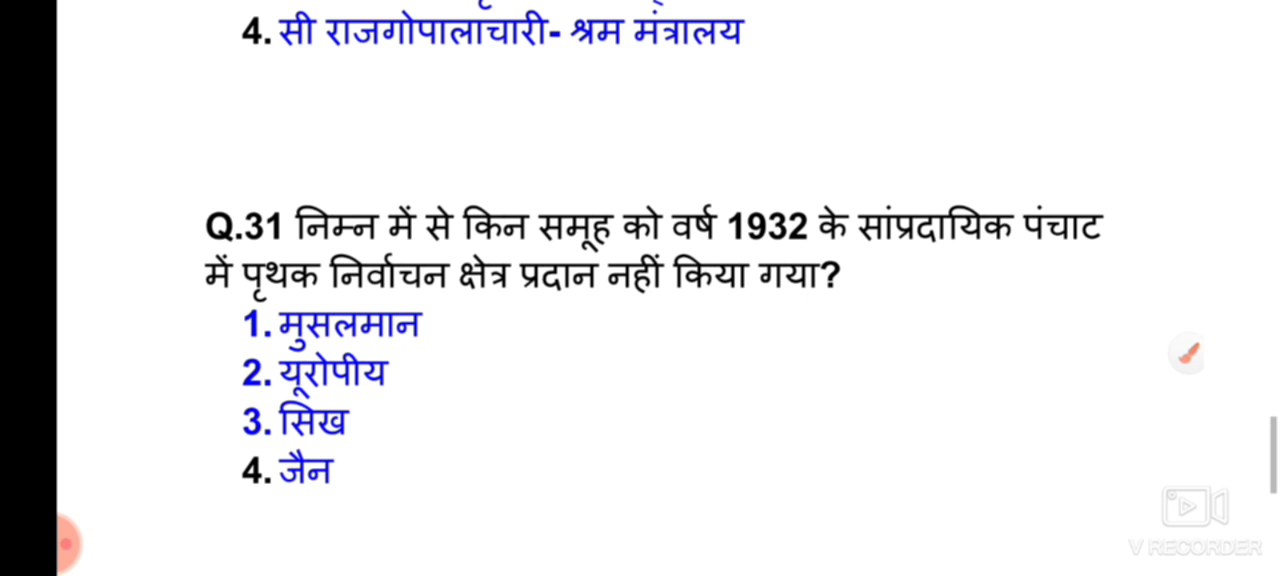 4. सी राजगोपालाचारी- श्रम मंत्रालय
Q.31 निम्न में से किन समूह को वर्ष 1932 के सांप्रदायिक पंचाट
में पृथक निर्वाचन क्षेत्र प्रदान नहीं किया गया?
1. मुसलमान
2. यूरोपीय
3. सिख
4. जैन
V RECORDER